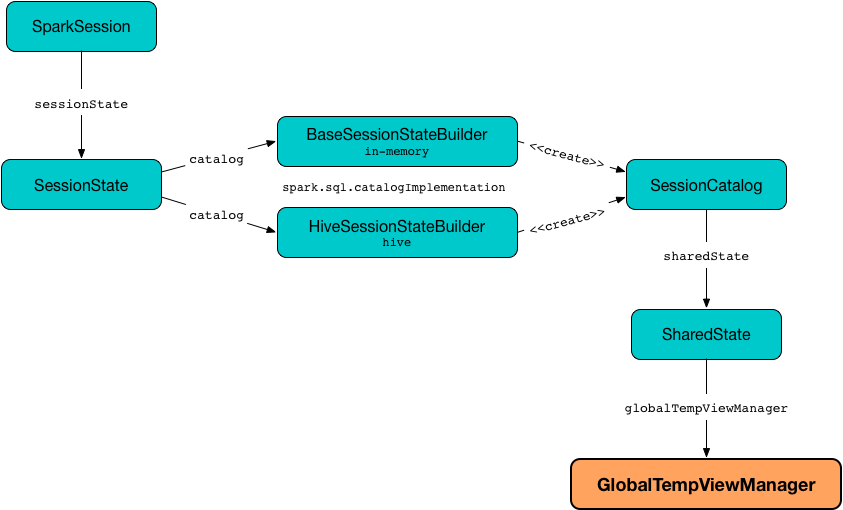 SparkSession
sessionState
SessionState
catalog
catalog
BaseSessionStateBuilder
in-memory
spark.sql.catalogImplementation
HiveSessionStateBuilder
hive
<<create>>
<<create>>
SessionCatalog
sharedState
SharedState
globalTempViewManager
GlobalTempViewManager